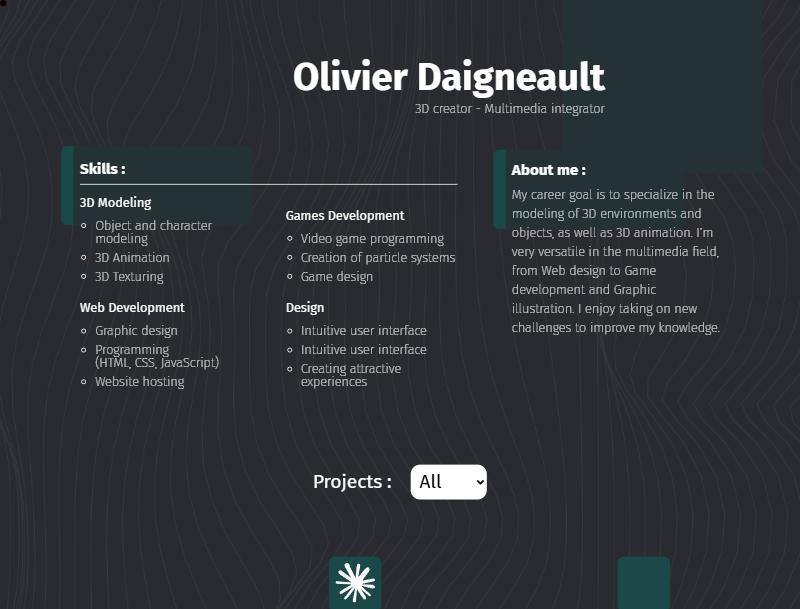 Olivier Daigneault
3D creator - Multimedia integrator
Skills :
3D Modeling
Object and character
modeling
3D Animation
3D Texturing
Web Development
Graphic design
Programming
(HTML, CSS, JavaScript)
Website hosting
Games Development
Video game programming
Creation of particle systems
Game design
Design
Intuitive user interface
Intuitive user interface
Creating attractive
experiences
About me :
My career goal is to specialize in the
modeling of 3D environments and
objects, as well as 3D animation. I'm
very versatile in the multimedia field,
from Web design to Game
development and Graphic
illustration. I enjoy taking on new
challenges to improve my knowledge.
Projects :
All